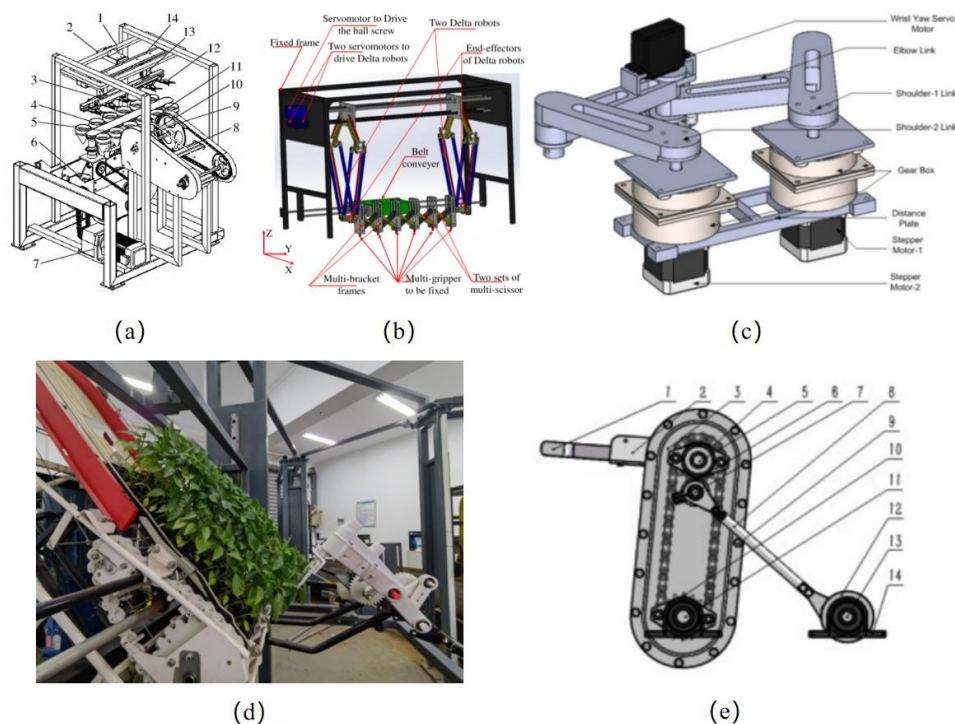 14
1
13
2
12
3
11
4
10
5
9
6
8
7
(a)
Servomotor to Drive
the ball screw
Two Delta robots
Fixed frame
Two servomotors to
drive Delta robots
End-effectors
of Delta robots
Belt
conveyer
Z
Y
X
Multi-bracket
frames
Multi-gripper
to be fixed
Two sets of
multi-scissor
(b)
Wrist Yaw Servo
Motor
Elbow Link
Shoulder-1 Link
Shoulder-2 Link
Gear Box
Distance
Plate
Stepper
Motor-1
Stepper
Motor-2
(c)
(d)
1 2 3 4 5 6 7 8
9
10
11
12
13
14
(e)